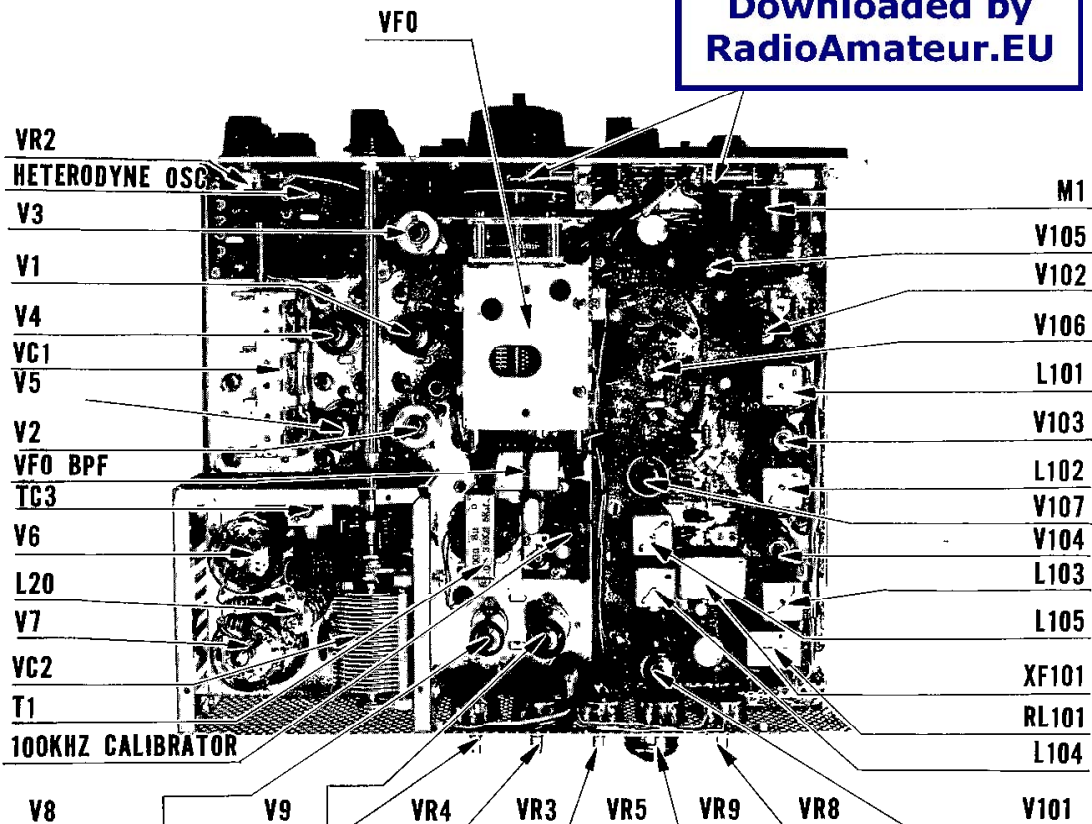 VFO
Downloaded by
RadioAmateur.EU
VR2
HETERODYNE OSC
V3
V1
V4
VC1
V5
V2
VFO BPF
TC3
V6
L20
V7
VC2
T1
100KHZ CALIBRATOR
M1
V105
V102
V106
L101
V103
L102
V107
V104
L103
L105
XF101
RL101
L104
V8
V9
VR4
VR3
VR5
VR9
VR8
V101